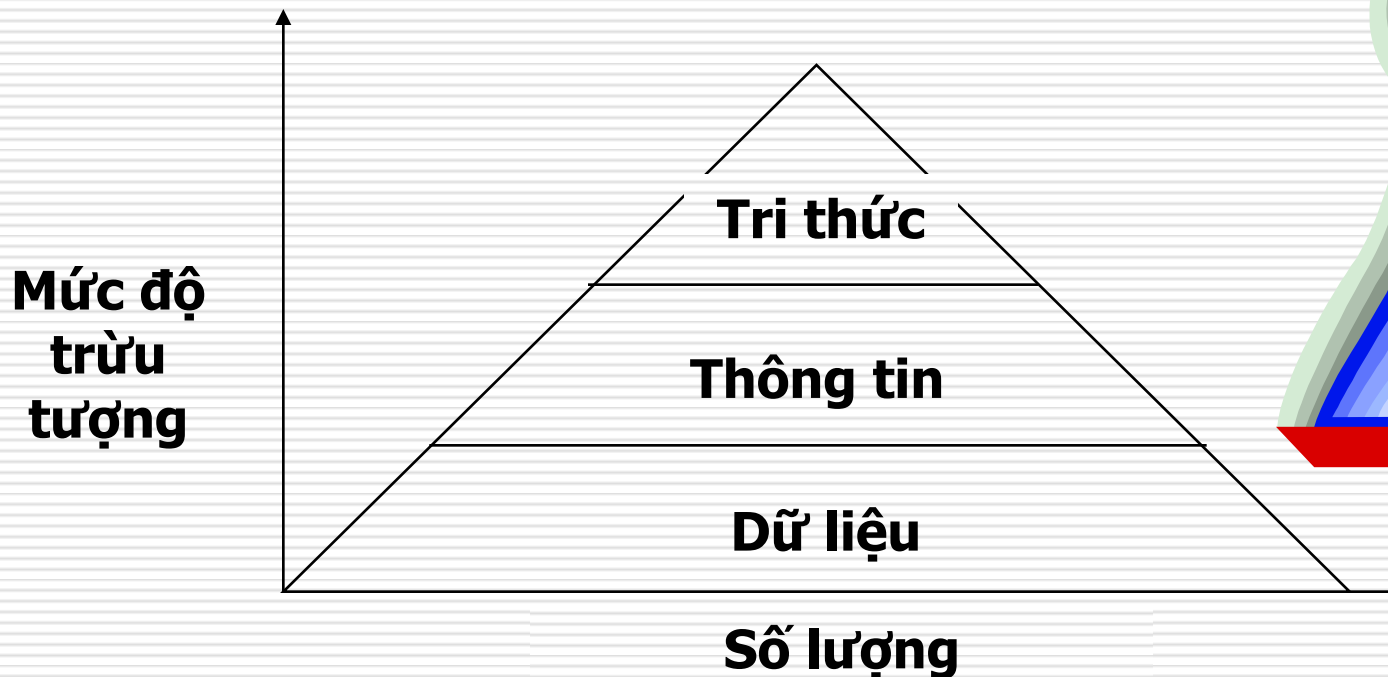 Tri thức
Mức độ
trừu
tượng
Thông tin
Dữ liệu
Số lượng